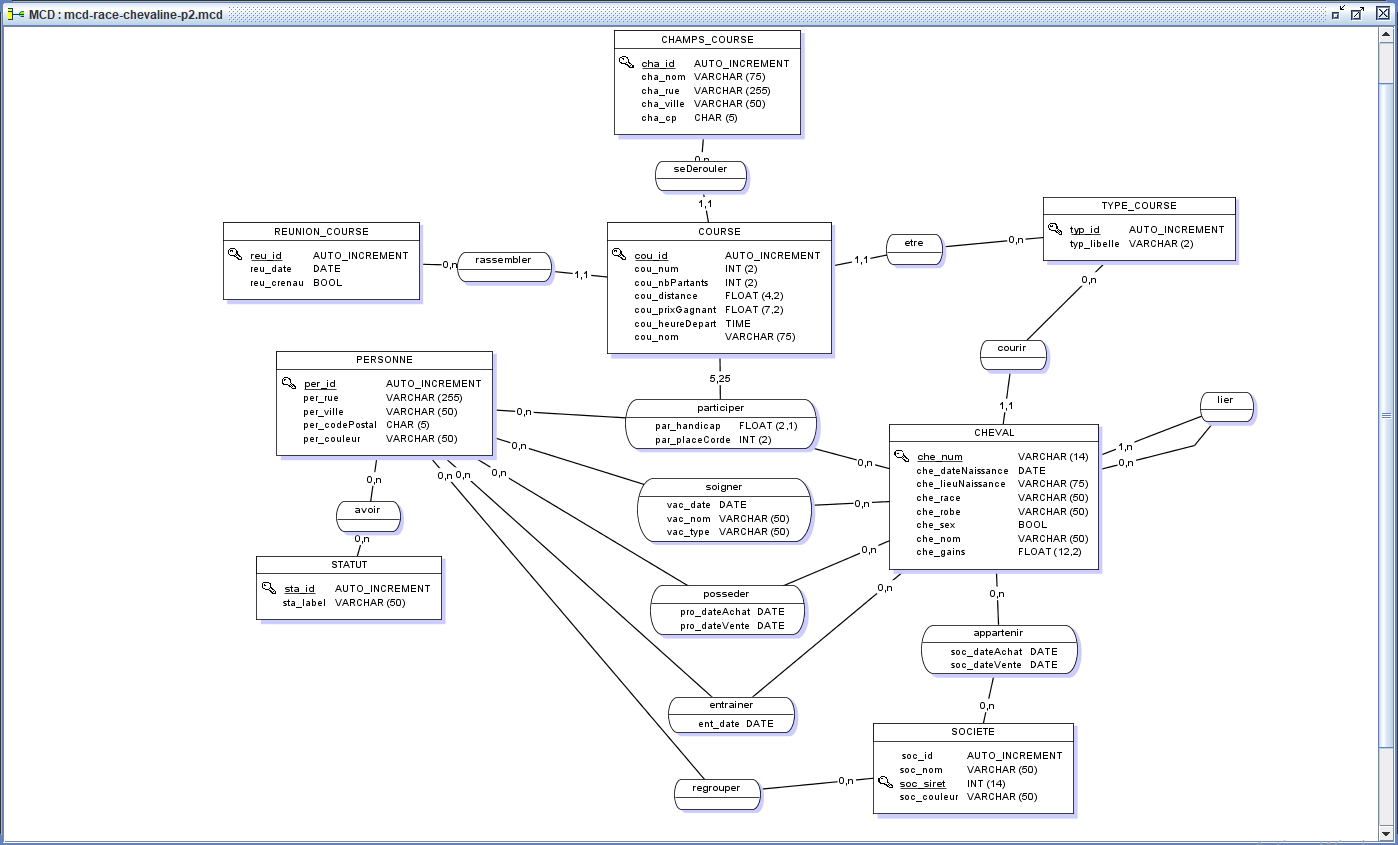 MCD : mcd-race-chevaline-p2.mcd
CHAMPS_COURSE
cha_id AUTO_INCREMENT
cha_nom VARCHAR (75)
cha_rue VARCHAR (255)
cha_ville VARCHAR (50)
cha_cp CHAR (5)
0,n
seDerouler
1,1
REUNION_COURSE
reu_id AUTO_INCREMENT
reu_date DATE
reu_crenau BOOL
0,n
rassembler
1,1
COURSE
cou_id AUTO_INCREMENT
cou_num INT (2)
cou_nbPartants INT (2)
cou_distance FLOAT (4,2)
cou_prixGagnant FLOAT (7,2)
cou_heureDepart TIME
cou_nom VARCHAR (75)
1,1
etre
0,n
TYPE_COURSE
typ_id AUTO_INCREMENT
typ_libelle VARCHAR (2)
0,n
courir
1,1
PERSONNE
per_id AUTO_INCREMENT
per_rue VARCHAR (255)
per_ville VARCHAR (50)
per_codePostal CHAR (5)
per_couleur VARCHAR (50)
5,25
0,n
participer
par_handicap FLOAT (2,1)
par_placeCorde INT (2)
0,n
lier
1,n
0,n
CHEVAL
che_num VARCHAR (14)
che_dateNaissance DATE
che_lieuNaissance VARCHAR (75)
che_race VARCHAR (50)
che_robe VARCHAR (50)
che_sex BOOL
che_nom VARCHAR (50)
che_gains FLOAT (12,2)
0,n
soigner
vac_date DATE
vac_nom VARCHAR (50)
vac_type VARCHAR (50)
0,n
0,n
avoir
0,n
STATUT
sta_id AUTO_INCREMENT
sta_label VARCHAR (50)
0,n
0,n
0,n
0,n
posseder
pro_dateAchat DATE
pro_dateVente DATE
0,n
entrainer
ent_date DATE
0,n
appartenir
soc_dateAchat DATE
soc_dateVente DATE
0,n
SOCIETE
soc_id AUTO_INCREMENT
soc_nom VARCHAR (50)
soc_siret INT (14)
soc_couleur VARCHAR (50)
regrouper
0,n